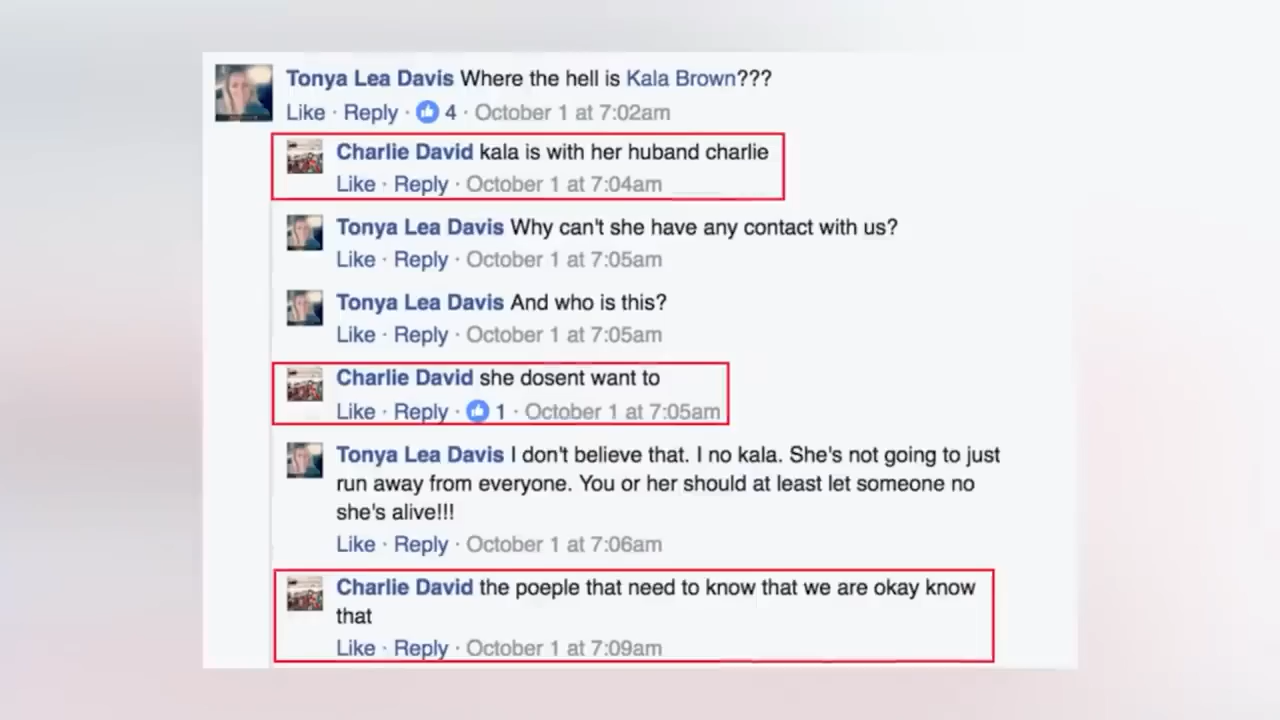 Tonya Lea Davis Where the hell is Kala Brown???
Like · Reply · 4 · October 1 at 7:02am
Charlie David kala is with her huband charlie
Like · Reply · October 1 at 7:04am
Tonya Lea Davis Why can't she have any contact with us?
Like · Reply · October 1 at 7:05am
Tonya Lea Davis And who is this?
Like · Reply · October 1 at 7:05am
Charlie David she dosent want to
Like · Reply · 1 · October 1 at 7:05am
Tonya Lea Davis I don't believe that. I no kala. She's not going to just
run away from everyone. You or her should at least let someone no
she's alive!!!
Like · Reply · October 1 at 7:06am
Charlie David the poeple that need to know that we are okay know
that
Like · Reply · October 1 at 7:09am